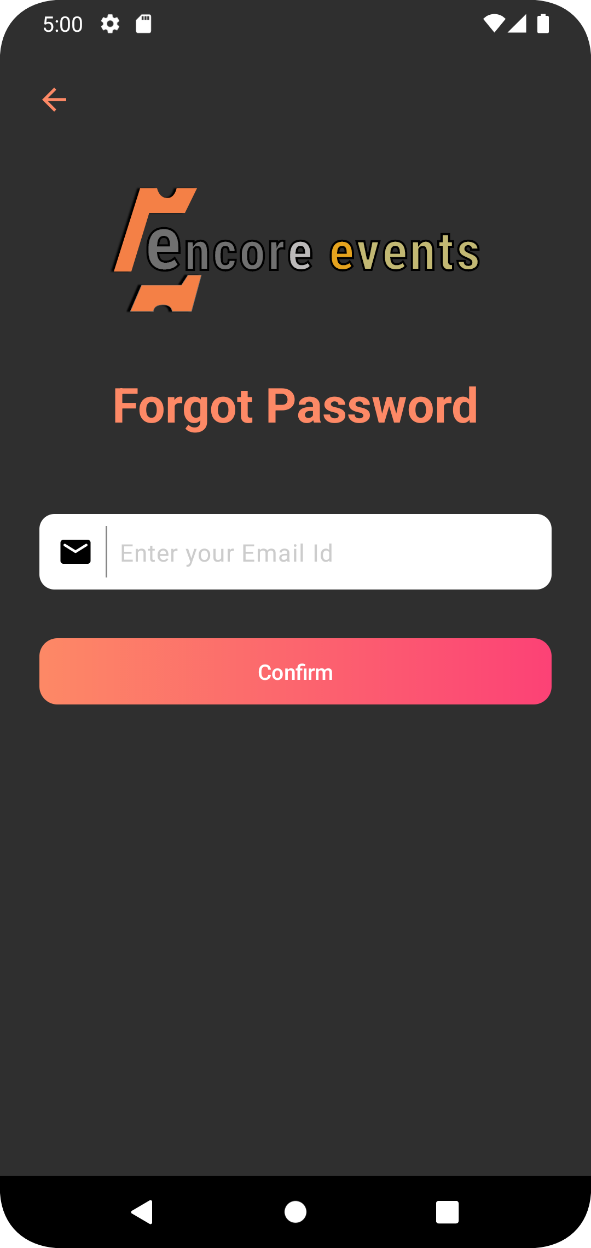 5:00
encore events
Forgot Password
Enter your Email Id
Confirm